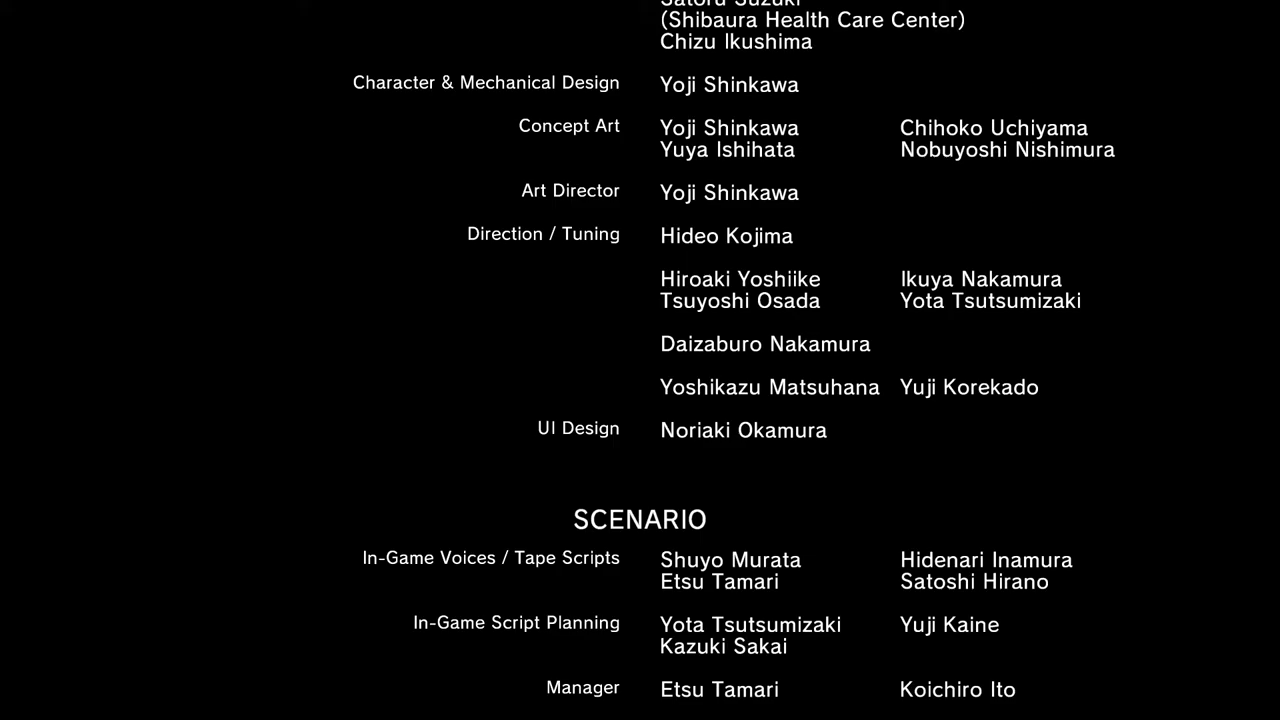 Satoru Suzuki
(Shibaura Health Care Center)
Chizu Ikushima
Character & Mechanical Design Yoji Shinkawa
Concept Art Yoji Shinkawa Chihoko Uchiyama
Yuya Ishihata Nobuyoshi Nishimura
Art Director Yoji Shinkawa
Direction / Tuning Hideo Kojima
Hiroaki Yoshiike Ikuya Nakamura
Tsuyoshi Osada Yota Tsutsumizaki
Daizaburo Nakamura
Yoshikazu Matsuhana Yuji Korekado
UI Design Noriaki Okamura
SCENARIO
In-Game Voices / Tape Scripts Shuyo Murata Hidenari Inamura
Etsu Tamari Satoshi Hirano
In-Game Script Planning Yota Tsutsumizaki Yuji Kaine
Kazuki Sakai
Manager Etsu Tamari Koichiro Ito